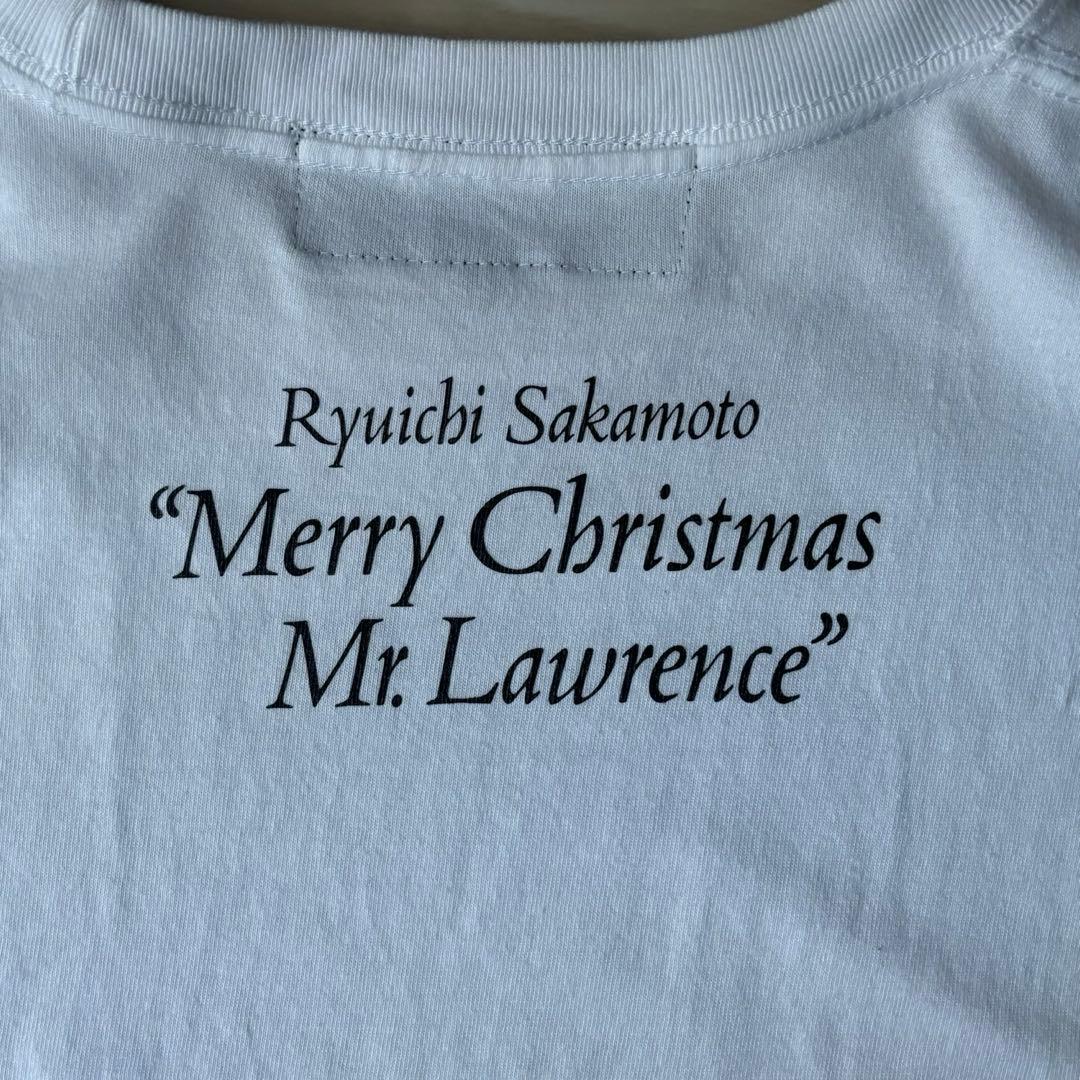 Ryuichi Sakamoto
“Merry Christmas
Mr. Lawrence”